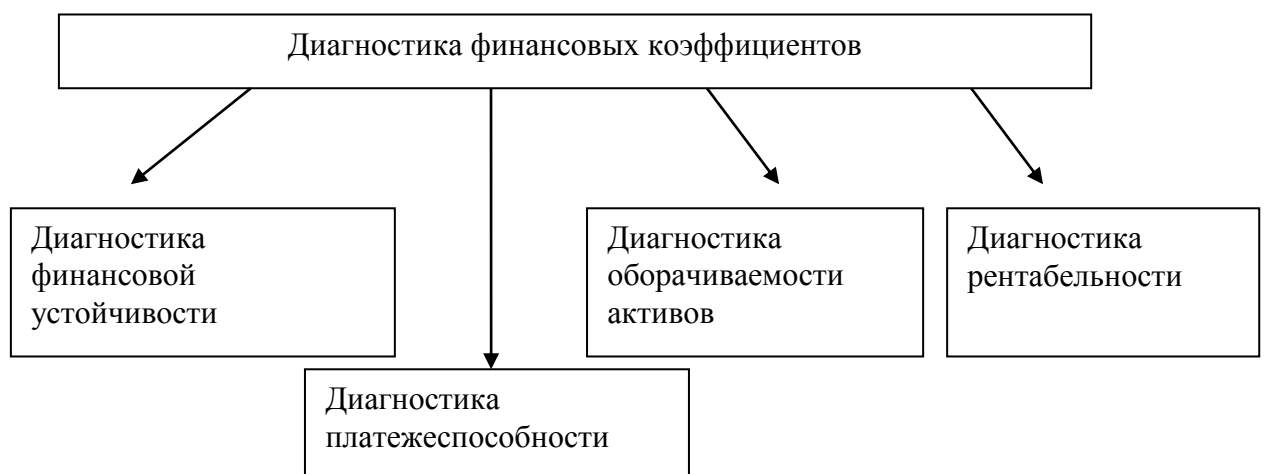 Диагностика финансовых коэффициентов
Диагностика
финансовой
устойчивости
Диагностика
платежеспособности
Диагностика
оборачиваемости
активов
Диагностика
рентабельности